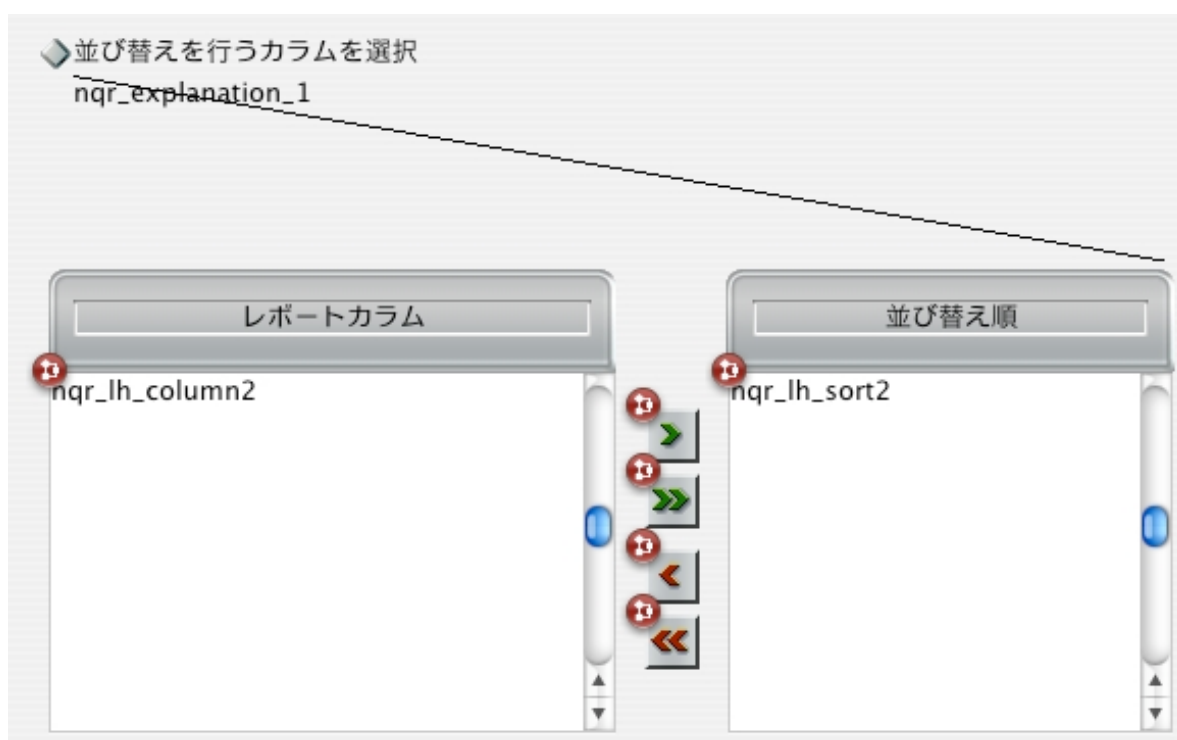 並び替えを行うカラムを選択
nqr_explanation_1
レポートカラム
並び替え順
nqr_lh_column2
nqr_lh_sort2